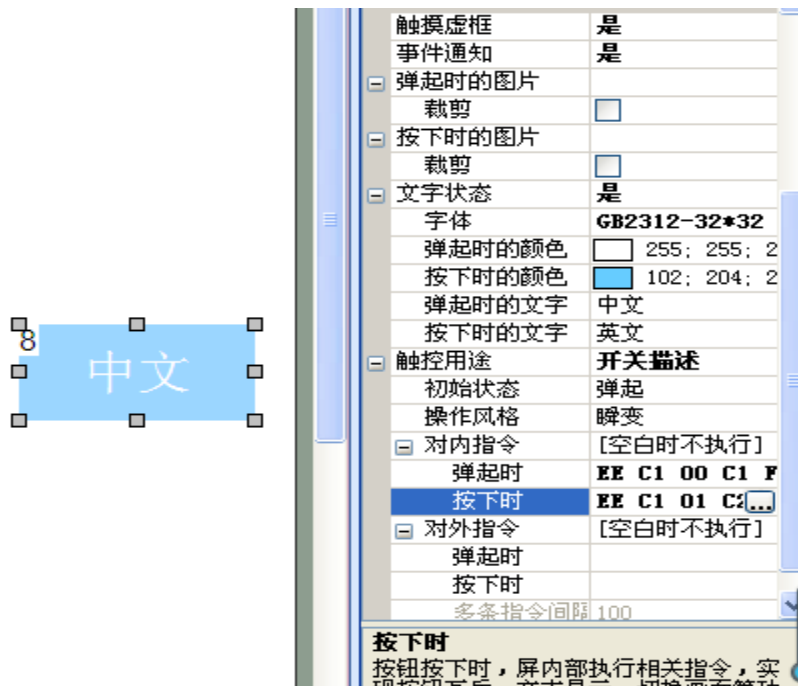 触摸虚框 是
事件通知 是
弹起时的图片
裁剪
按下时的图片
裁剪
文字状态 是
字体 GB2312-32*32
弹起时的颜色 255; 255; 2
按下时的颜色 102; 204; 2
弹起时的文字 中文
按下时的文字 英文
触控用途 开关描述
初始状态 弹起
操作风格 瞬变
对内指令 [空白时不执行]
弹起时 EE C1 00 C1 F
按下时 EE C1 01 C2...
对外指令 [空白时不执行]
弹起时
按下时
多条指令间隔 100
按下时
按钮按下时，屏内部执行相关指令，实
8
中文